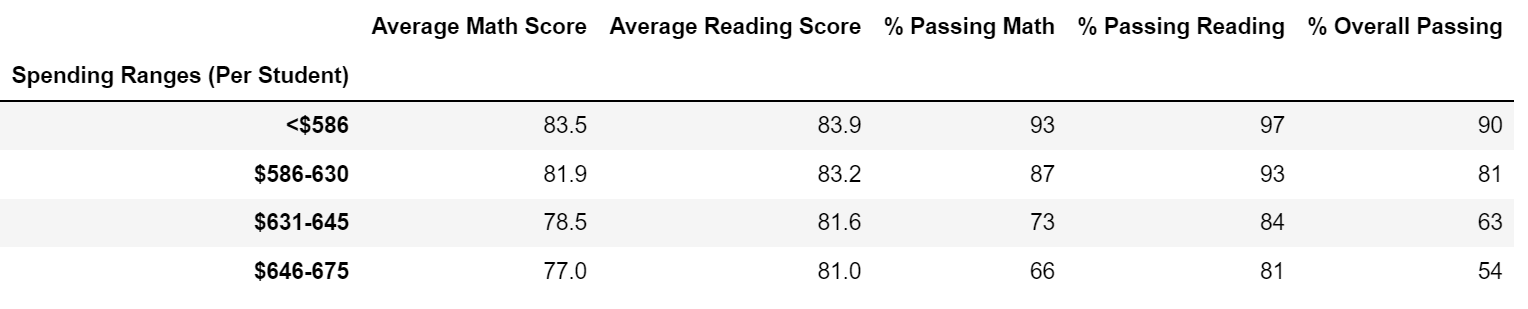 Average Math Score Average Reading Score % Passing Math % Passing Reading % Overall Passing
Spending Ranges (Per Student)
<$586 83.5 83.9 93 97 90
$586-630 81.9 83.2 87 93 81
$631-645 78.5 81.6 73 84 63
$646-675 77.0 81.0 66 81 54